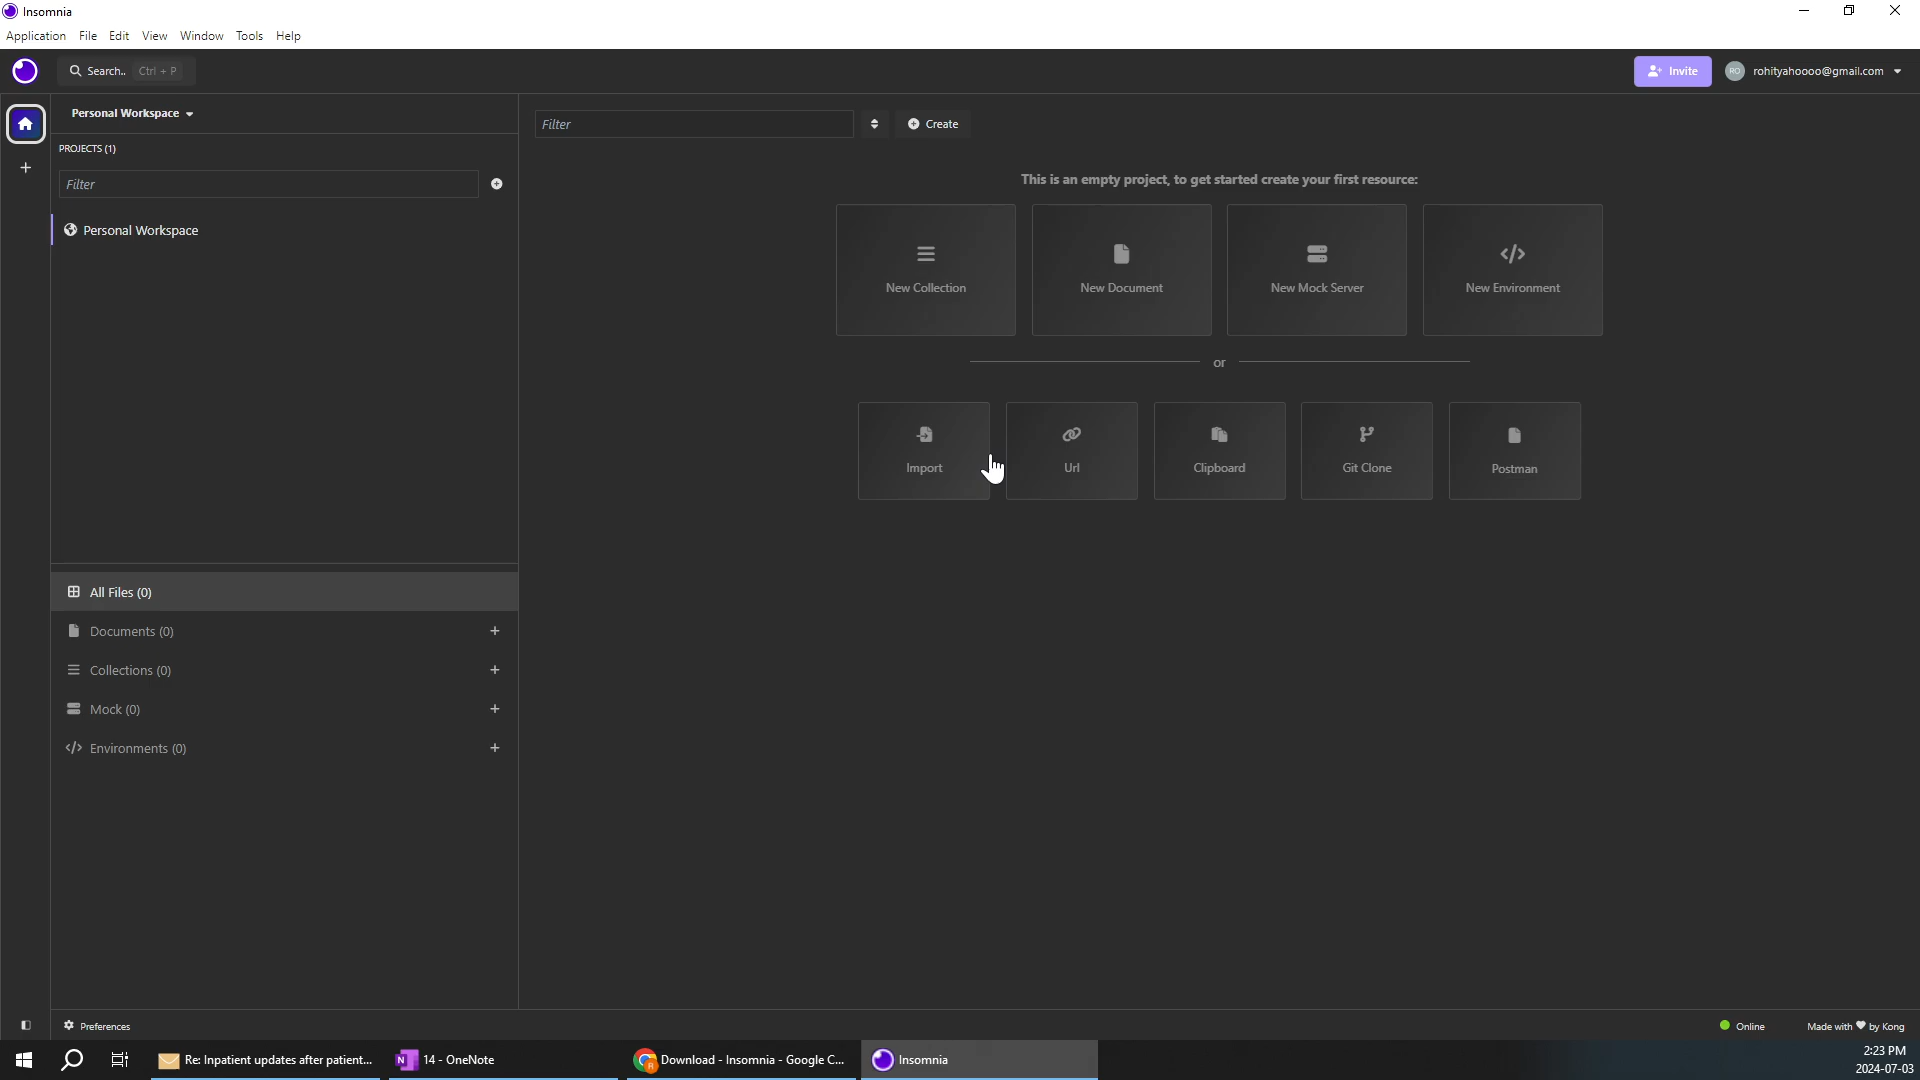 Insomnia
Application File Edit View Window Tools Help
Search.. Ctrl + P
Invite
RO rohityahoooo@gmail.com
Personal Workspace
Filter
Create
PROJECTS (1)
Filter
This is an empty project, to get started create your first resource:
Personal Workspace
New Collection
New Document
New Mock Server
New Environment
or
Import
Url
Clipboard
Git Clone
Postman
All Files (0)
Documents (0)
Collections (0)
Mock (0)
Environments (0)
Preferences
Online
Made with ♥ by Kong
Re: Inpatient updates after patient...
14 - OneNote
Download - Insomnia - Google C...
Insomnia
2:23 PM
2024-07-03